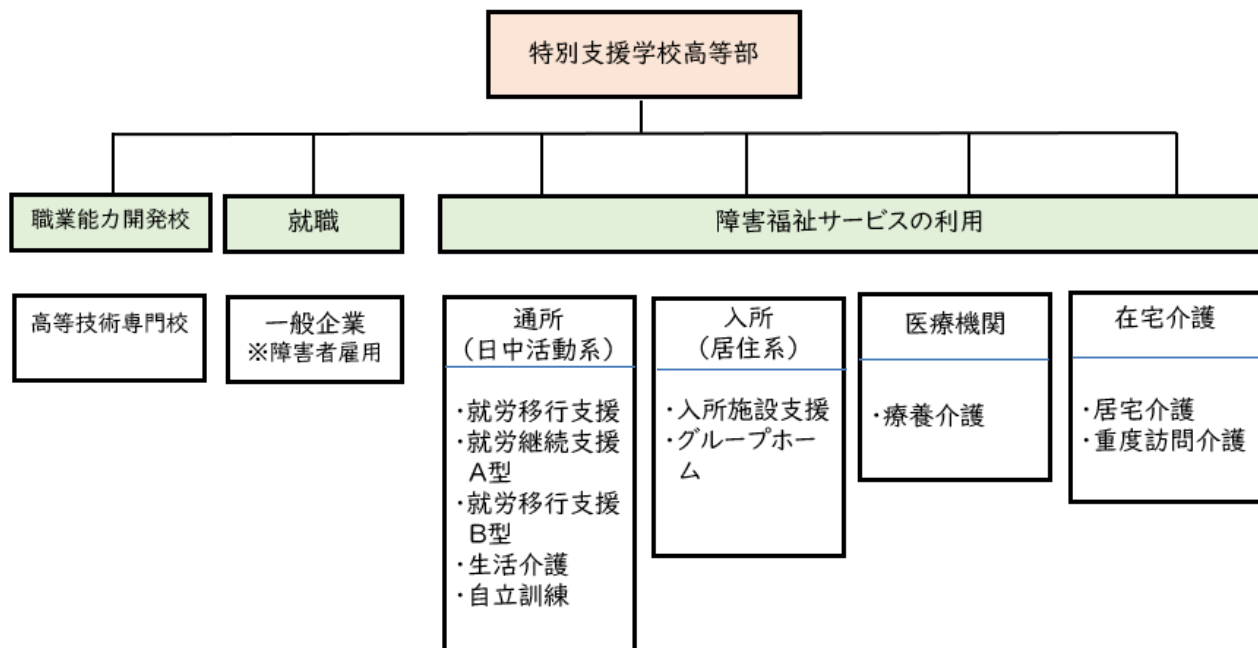 特別支援学校高等部
職業能力開発校
就職
障害福祉サービスの利用
高等技術専門校
一般企業
※障害者雇用
通所
(日中活動系)
・就労移行支援
・就労継続支援
A型
・就労移行支援
B型
・生活介護
・自立訓練
入所
(居住系)
・入所施設支援
・グループホー
ム
医療機関
・療養介護
在宅介護
・居宅介護
・重度訪問介護